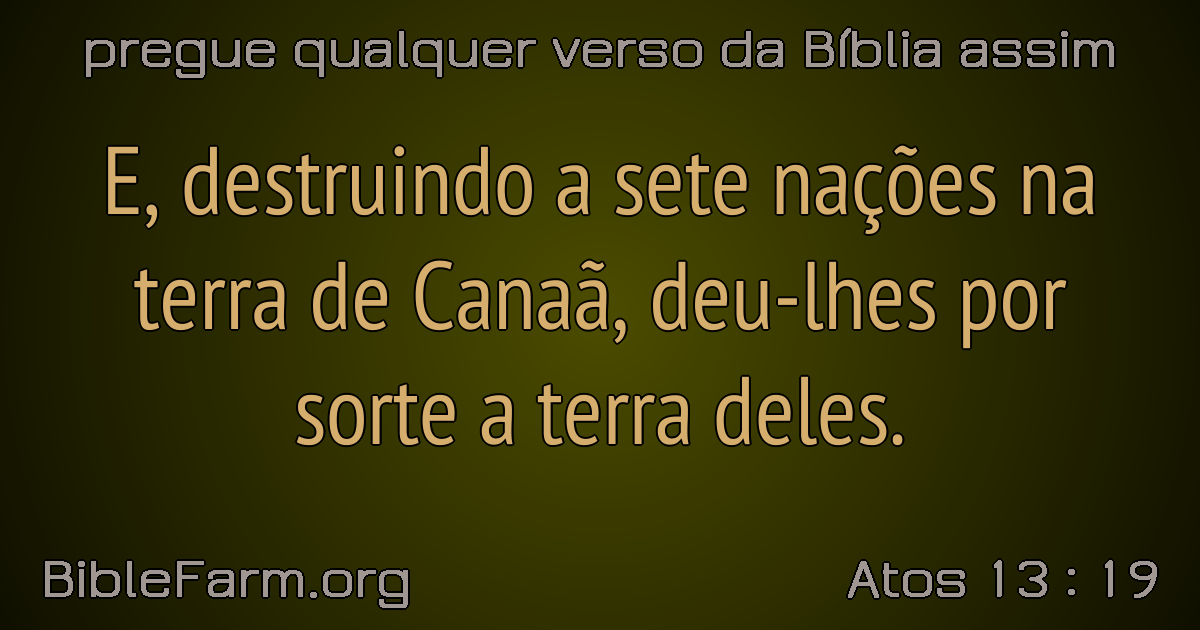 pregue qualquer verso da Bíblia assim
E, destruindo a sete nações na
terra de Canaã, deu-lhes por
sorte a terra deles.
BibleFarm.org
Atos 13 : 19